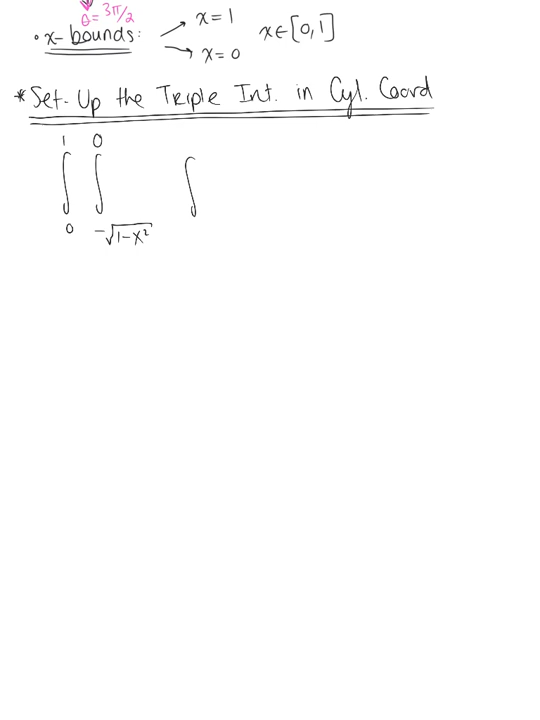 θ = 3π/2
• x-bounds: → x = 1 x∈[0,1]
→ x = 0
* Set-Up the Triple Int. in Cyl. Coord
1 0
∫ ∫ ∫
0 -√1-x²